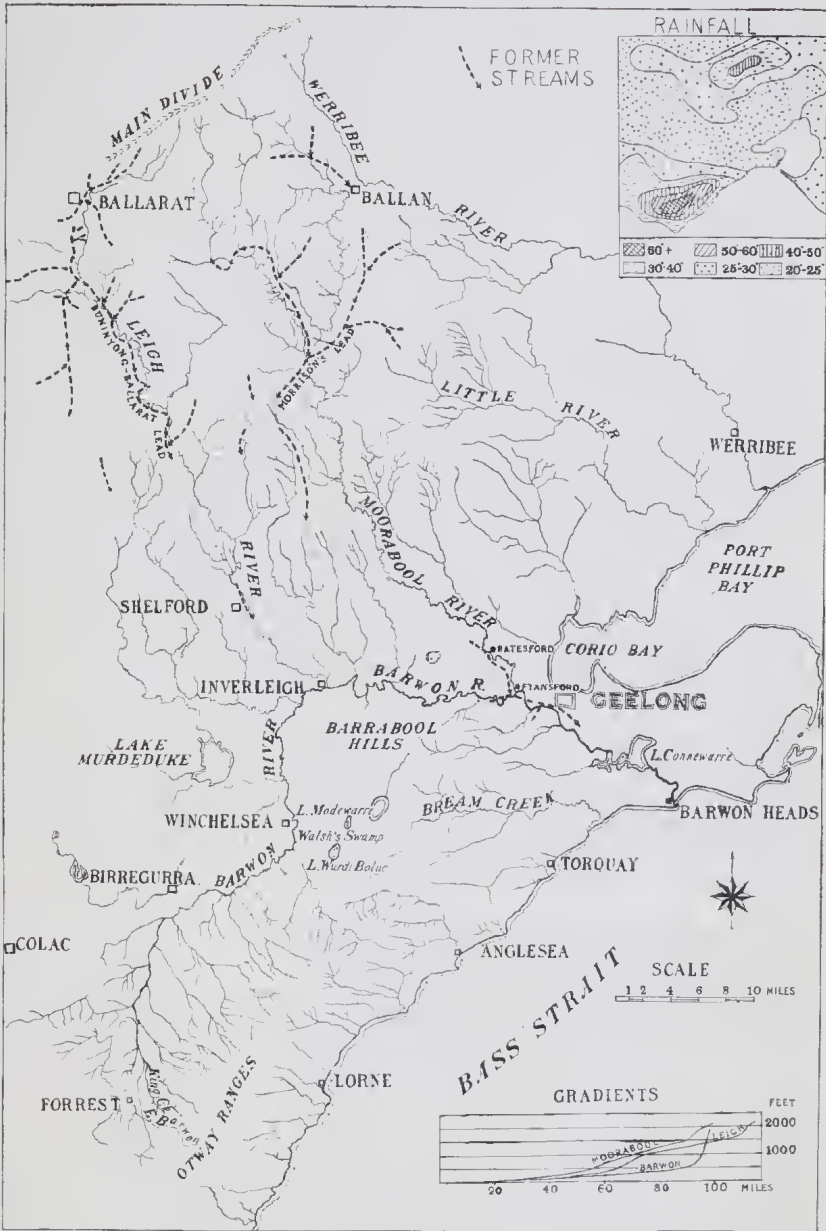 RAINFALL
60"+ 50-60" 40"-50"
30"40" 25"-30" 20"-25"
FORMER
STREAMS
MAIN DIVIDE
WERRIBEE
RIVER
BALLARAT
BALLAN
LEIGH
RIVER
BUNINYONG-BALLARAT
LEAD
MORRISON'S LEAD
LITTLE RIVER
WERRIBEE
MOORABOOL
RIVER
PORT
PHILLIP
BAY
SHELFORD
BATESFORD
CORIO BAY
INVERLEIGH
BARWON R.
FYANSFORD
GEELONG
BARRABOOL
HILLS
LAKE
MURDEDUKE
RIVER
L. Connewarre
WINCHELSEA
L. Modewarre
Walsh's Swamp
L. Wurdi Boluc
BREAM CREEK
BARWON HEADS
BARWON
TORQUAY
BIRREGURRA
COLAC
ANGLESEA
BASS STRAIT
SCALE
1 2 4 6 8 10 MILES
LORNE
FORREST
E. B.
OTWAY RANGES
GRADIENTS
FEET
2000
1000
MOORABOOL
LEIGH
BARWON
20 40 60 80 100 MILES